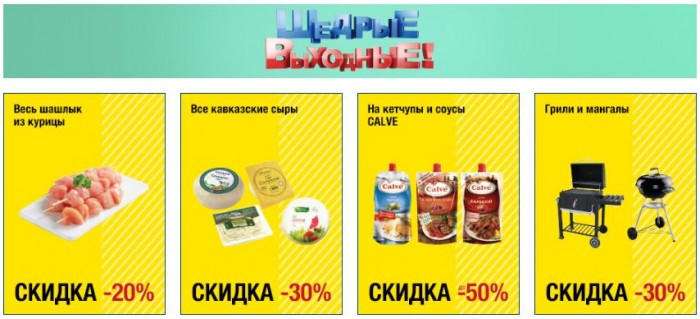 ЩЕДРЫЕ
ВЫХОДНЫЕ!
Весь шашлык
из курицы
СКИДКА -20%
Все кавказские сыры
СКИДКА -30%
На кетчупы и соусы
CALVE
Calve
Calve
Calve
СКИДКА до -50%
Грили и мангалы
СКИДКА -30%